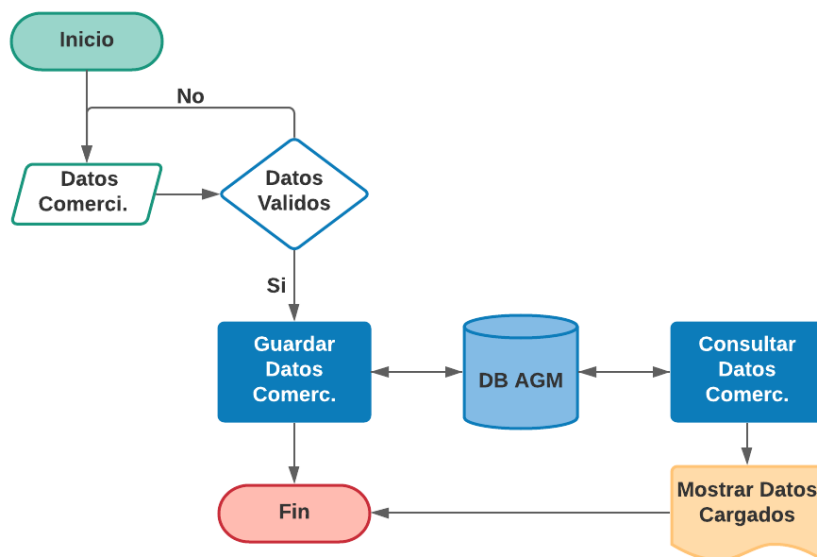 Inicio
No
Datos
Comerci.
Datos
Validos
Si
Guardar
Datos
Comerc.
DB AGM
Consultar
Datos
Comerc.
Mostrar Datos
Cargados
Fin